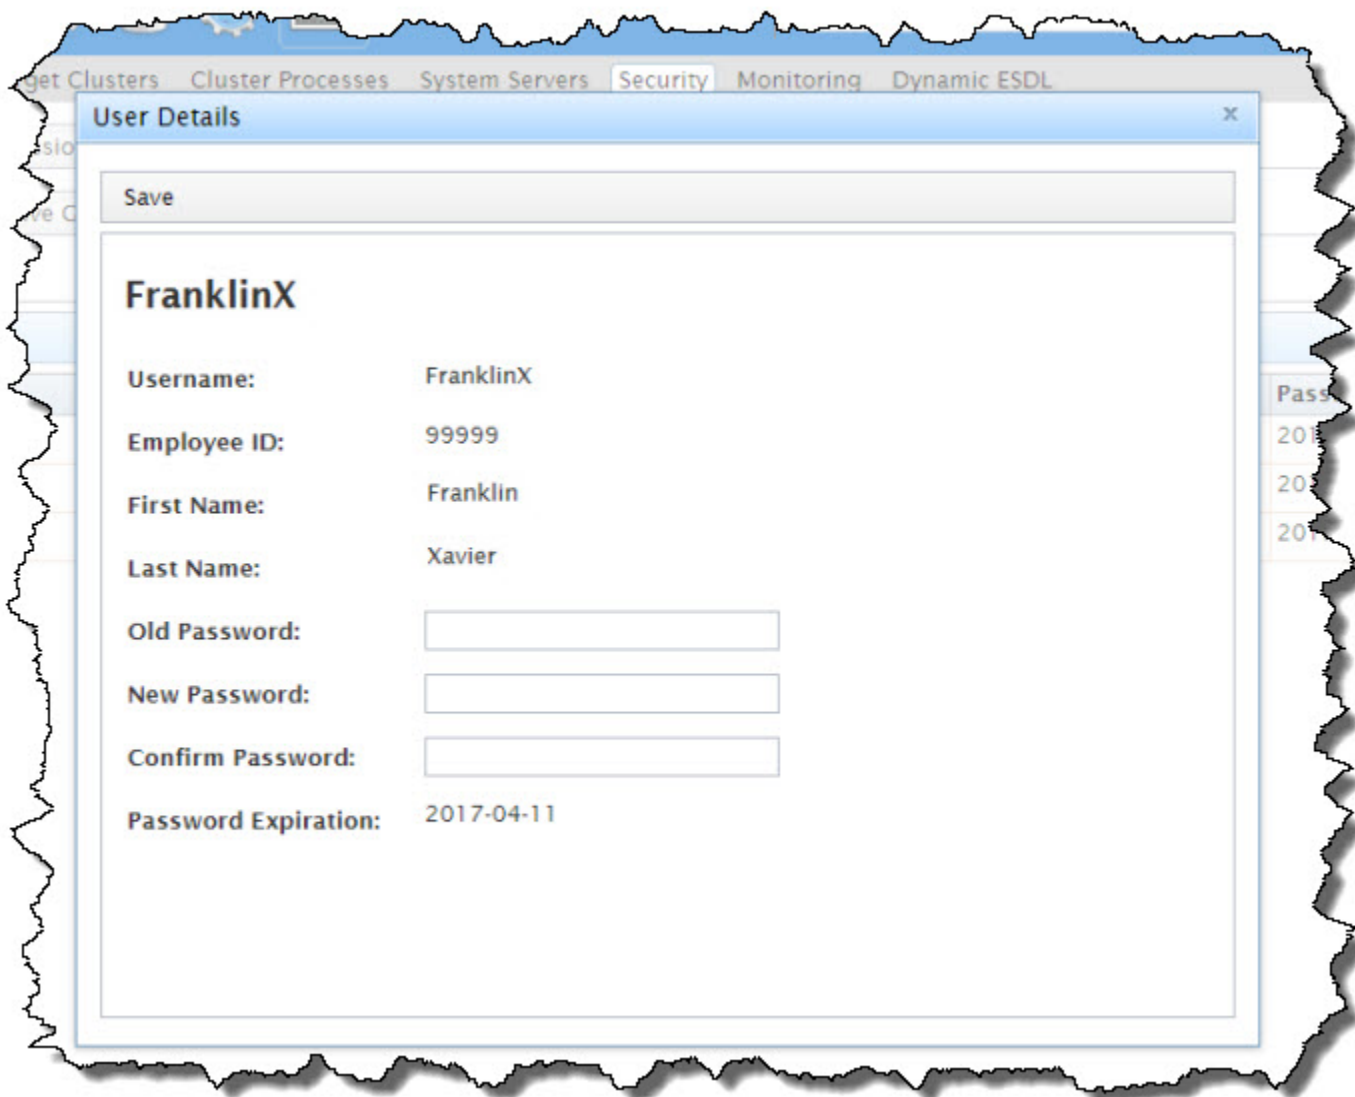 Clusters Cluster Processes System Servers Security Monitoring Dynamic ESDL
User Details x
Save
FranklinX
Username: FranklinX
Employee ID: 99999
First Name: Franklin
Last Name: Xavier
Old Password:
New Password:
Confirm Password:
Password Expiration: 2017-04-11